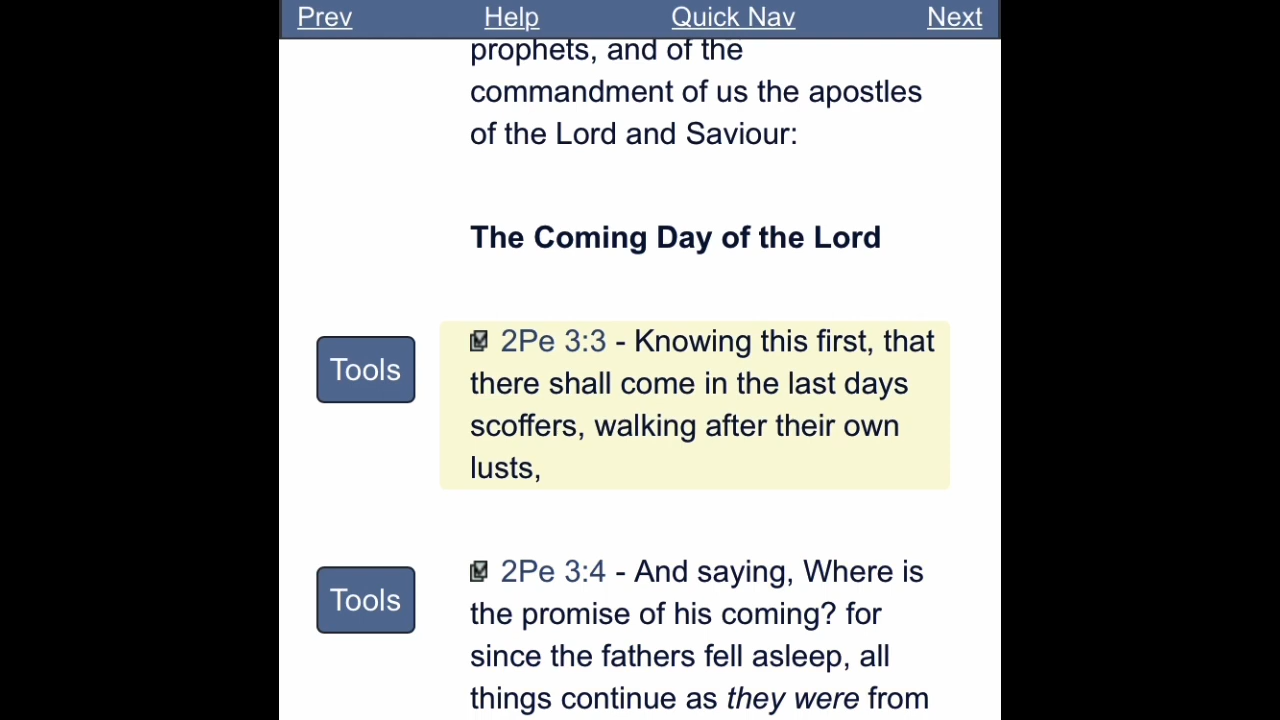 Prev Help Quick Nav Next
prophets, and of the
commandment of us the apostles
of the Lord and Saviour:
The Coming Day of the Lord
Tools
2Pe 3:3 - Knowing this first, that
there shall come in the last days
scoffers, walking after their own
lusts,
Tools
2Pe 3:4 - And saying, Where is
the promise of his coming? for
since the fathers fell asleep, all
things continue as they were from